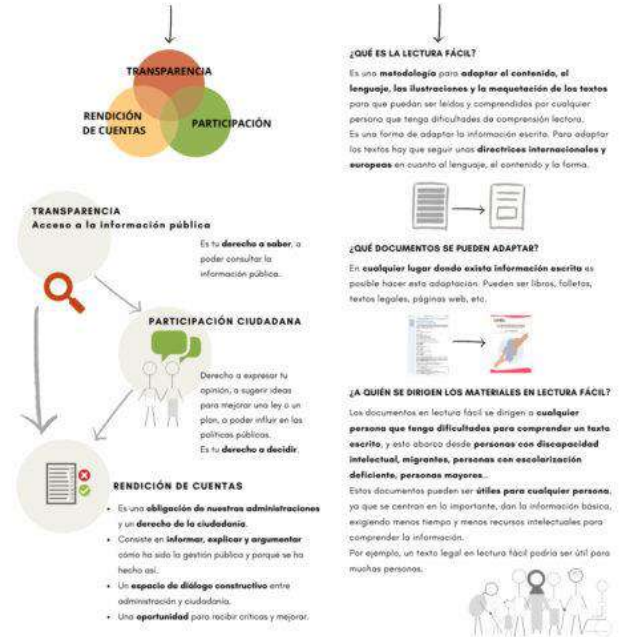 TRANSPARENCIA
RENDICIÓN
DE CUENTAS
PARTICIPACIÓN
TRANSPARENCIA
Acceso a la información pública
Es tu derecho a saber, a
poder consultar la
información pública.
PARTICIPACIÓN CIUDADANA
Derecho a expresar tu
opinión, a sugerir ideas
para mejorar una ley o un
plan, a poder influir en las
políticas públicas.
Es tu derecho a decidir.
RENDICIÓN DE CUENTAS
• Es una obligación de nuestras administraciones
y un derecho de la ciudadanía.
• Consiste en informar, explicar y argumentar
cómo ha sido la gestión pública y porqué se ha
hecho así.
• Un espacio de diálogo constructivo entre
administración y ciudadanía.
• Una oportunidad para recibir críticas y mejorar.
¿QUÉ ES LA LECTURA FÁCIL?
Es una metodología para adaptar el contenido, el
lenguaje, las ilustraciones y la maquetación de los textos
para que puedan ser leídos y comprendidos por cualquier
persona que tenga dificultades de comprensión lectora.
Es una forma de adaptar la información escrita. Para adaptar
los textos hay que seguir unas directrices internacionales y
europeas en cuanto al lenguaje, el contenido y la forma.
¿QUÉ DOCUMENTOS SE PUEDEN ADAPTAR?
En cualquier lugar donde exista información escrita es
posible hacer esta adaptación. Pueden ser libros, folletos,
textos legales, páginas web, etc.
¿A QUIÉN SE DIRIGEN LOS MATERIALES EN LECTURA FÁCIL?
Los documentos en lectura fácil se dirigen a cualquier
persona que tenga dificultades para comprender un texto
escrito, y esto abarca desde personas con discapacidad
intelectual, migrantes, personas con escolarización
deficiente, personas mayores...
Estos documentos pueden ser útiles para cualquier persona,
ya que se centran en lo importante, dan la información básica,
exigiendo menos tiempo y menos recursos intelectuales para
comprender la información.
Por ejemplo, un texto legal en lectura fácil podría ser útil para
muchas personas.